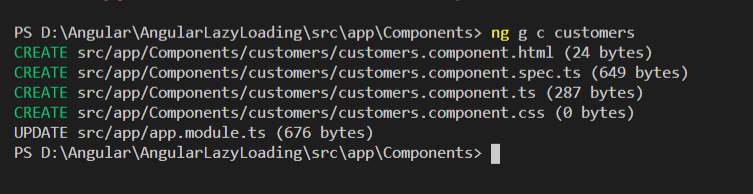 PS D:\Angular\AngularLazyLoading\src\app\Components> ng g c customers
CREATE src/app/Components/customers/customers.component.html (24 bytes)
CREATE src/app/Components/customers/customers.component.spec.ts (649 bytes)
CREATE src/app/Components/customers/customers.component.ts (287 bytes)
CREATE src/app/Components/customers/customers.component.css (0 bytes)
UPDATE src/app/app.module.ts (676 bytes)
PS D:\Angular\AngularLazyLoading\src\app\Components>